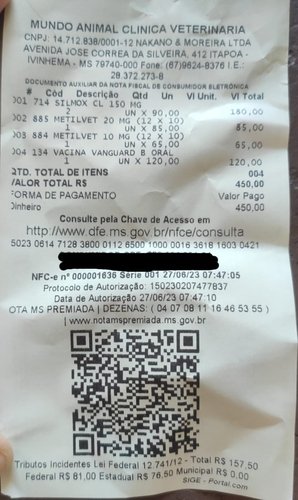 MUNDO ANIMAL CLINICA VETERINARIA
CNPJ: 14.712.838/0001-12 NAKANO & MOREIRA LTDA
AVENIDA JOSE CORREA DA SILVEIRA, 412 ITAPOA -
IVINHEMA - MS 79740-000 Fone: (67)9624-8376 I.E.:
28.372.273-8
DOCUMENTO AUXILIAR DA NOTA FISCAL DE CONSUMIDOR ELETRÔNICA
# Cód Descrição Qtd Un Vl Unit. Vl Total
001 714 SILMOX CL 150 MG
2 UN X 90,00 180,00
002 885 METILVET 20 MG (12 X 10)
1 UN X 85,00 85,00
003 884 METILVET 10 MG (12 X 10)
1 UN X 65,00 65,00
004 134 VACINA VANGUARD B ORAL
1 UN X 120,00 120,00
QTD. TOTAL DE ITENS 004
VALOR TOTAL R$ 450,00
FORMA DE PAGAMENTO Valor Pago
Dinheiro 450,00
Consulte pela Chave de Acesso em
http://www.dfe.ms.gov.br/nfce/consulta
5023 0614 7128 3800 0112 6500 1000 0016 3618 1603 0421
NFC-e nº 000001636 Série 001 27/06/23 07:47:05
Protocolo de Autorização: 150230207477837
Data de Autorização 27/06/23 07:47:10
OTA MS PREMIADA | DEZENAS: ( 04 07 08 11 16 46 53 55 )
| www.notamspremiada.ms.gov.br
Tributos Incidentes Lei Federal 12.741/12 - Total R$ 157,50
Federal R$ 81,00 Estadual R$ 76,50 Municipal R$ 0,00
SIGE - Portal.com